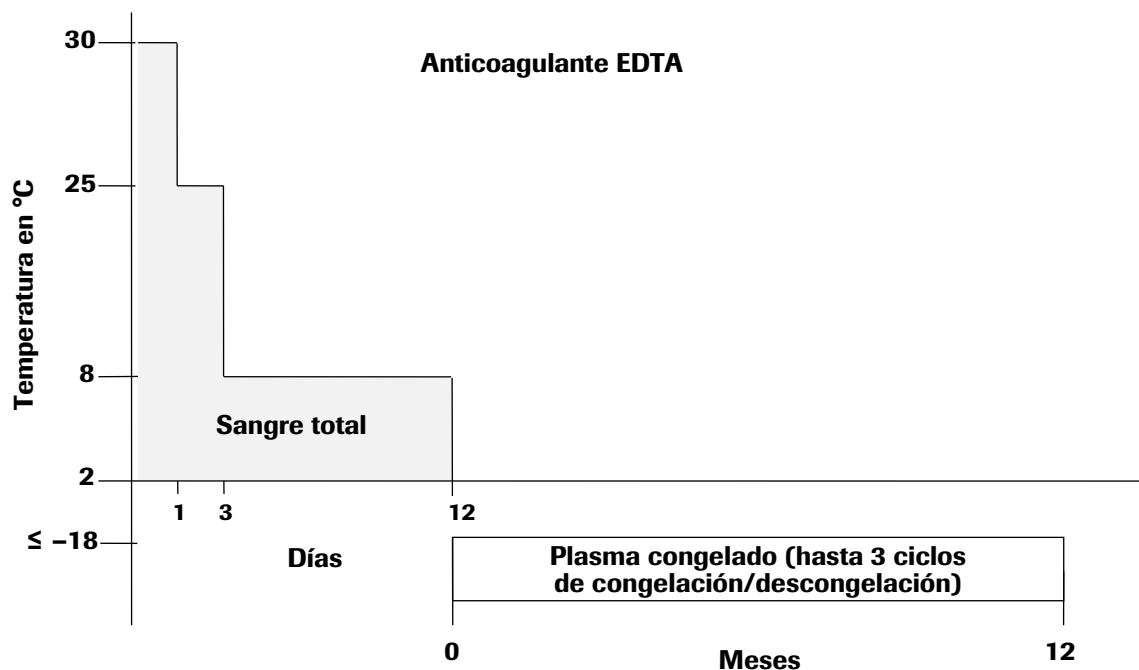 30
Anticoagulante EDTA
25
Temperatura en °C
8
Sangre total
2
1
3
12
≤ –18
Días
Plasma congelado (hasta 3 ciclos
de congelación/descongelación)
0
12
Meses